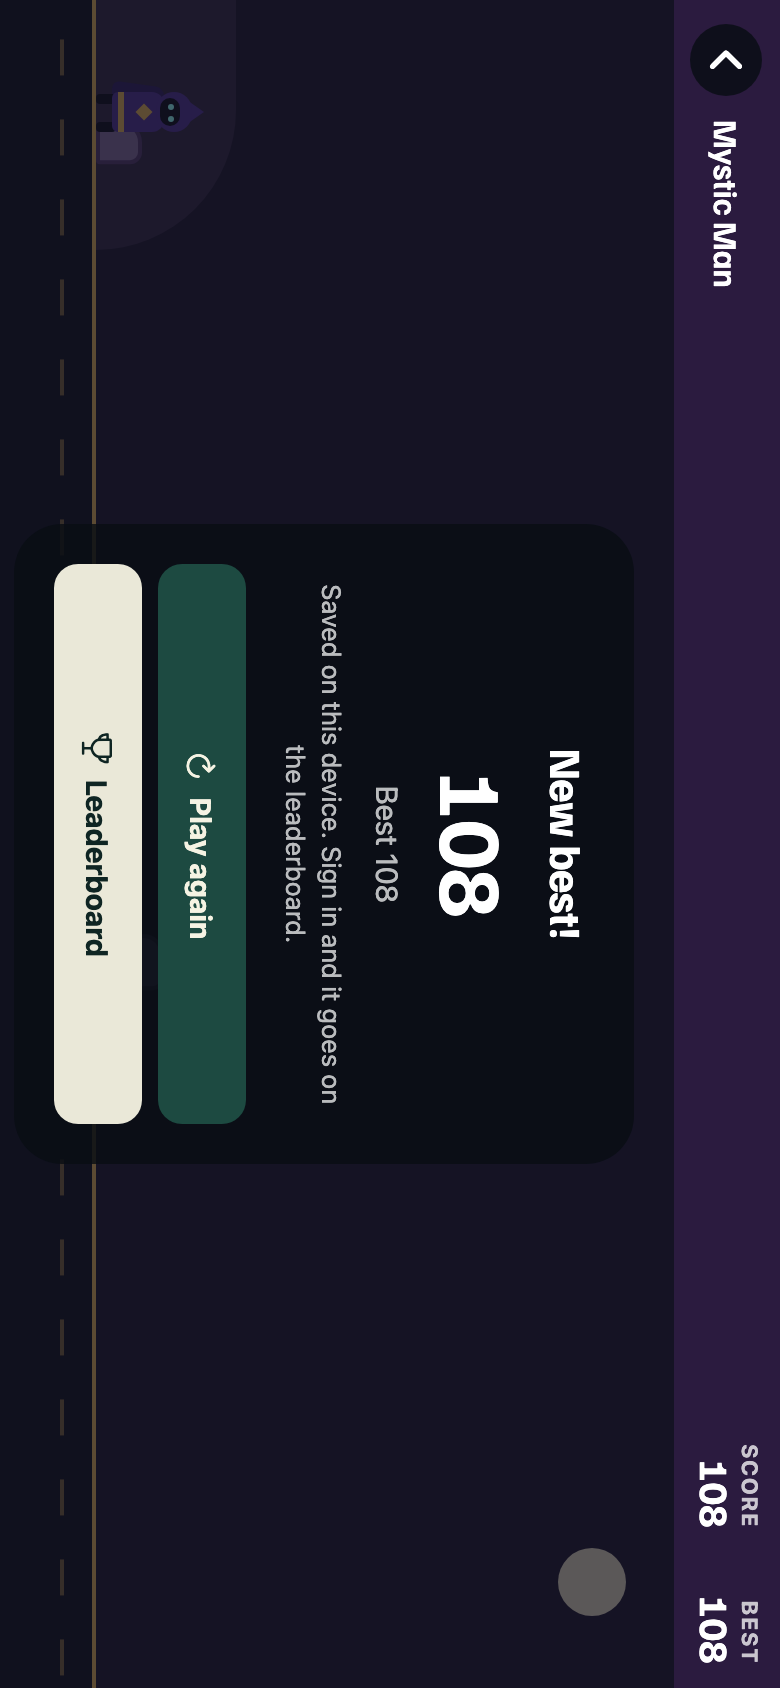 Mystic Man
SCORE
108
BEST
108
New best!
108
Best 108
Saved on this device. Sign in and it goes on
the leaderboard.
Play again
Leaderboard